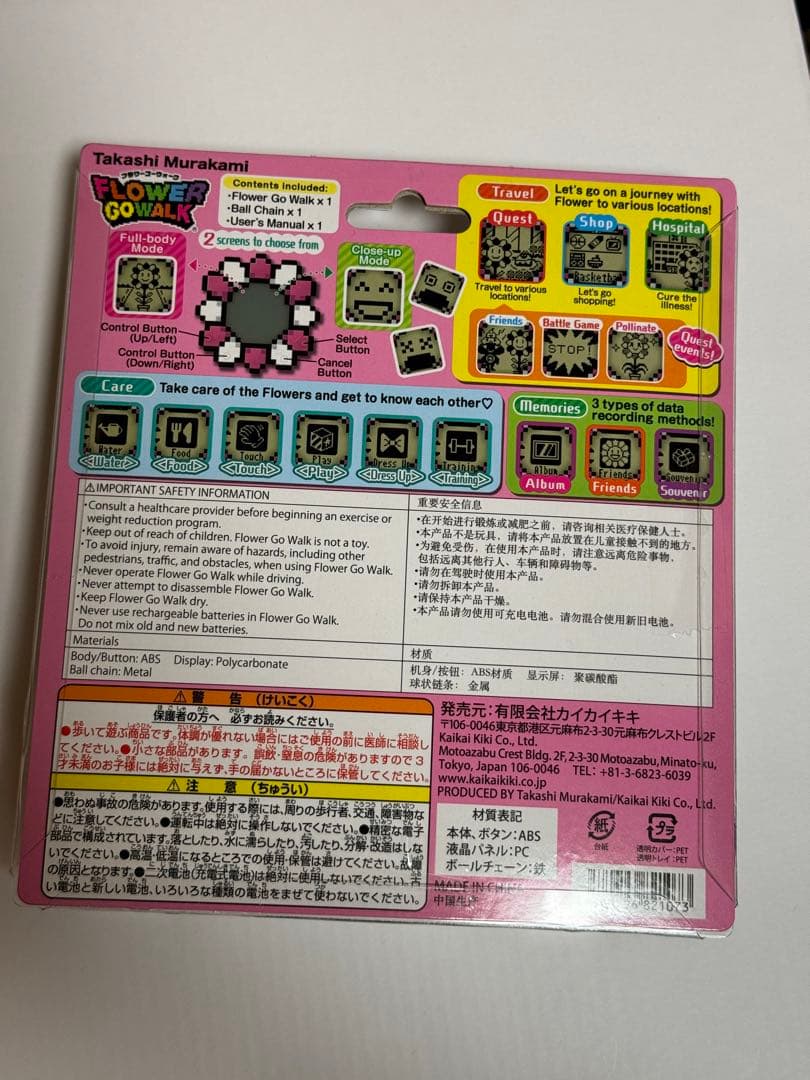 Takashi Murakami
フラワーゴーウォーク
FLOWER
GOWALK
Contents included:
・Flower Go Walk x 1
・Ball Chain x 1
・User's Manual x 1
Full-body
Mode
2 screens to choose from
Close-up
Mode
Control Button
(Up/Left)
Control Button
(Down/Right)
Select
Button
Cancel
Button
Travel
Let's go on a journey with
Flower to various locations!
Quest
Travel to various
locations!
Shop
Basketba
Let's go
shopping!
Hospital
Cure the
illness!
Friends
Battle Game
STOP!
Pollinate
Quest
events!
Care
Take care of the Flowers and get to know each other♡
Water
<Water>
Food
<Food>
Touch
<Touch>
Play
<Play>
Dress Up
<Dress Up>
Training
<Training>
Memories
3 types of data
recording methods!
Album
Album
Friends
Friends
Souvenir
Souvenir
⚠IMPORTANT SAFETY INFORMATION
・Consult a healthcare provider before beginning an exercise or
weight reduction program.
・Keep out of reach of children. Flower Go Walk is not a toy.
・To avoid injury, remain aware of hazards, including other
pedestrians, traffic, and obstacles, when using Flower Go Walk.
・Never operate Flower Go Walk while driving.
・Never attempt to disassemble Flower Go Walk.
・Keep Flower Go Walk dry.
・Never use rechargeable batteries in Flower Go Walk.
Do not mix old and new batteries.
Materials
Body/Button: ABS Display: Polycarbonate
Ball chain: Metal
重要安全信息
・在开始进行锻炼或减肥之前，请咨询相关医疗保健人士。
・本产品不是玩具，请将本产品放置在儿童接触不到的地方。
・为避免受伤，在使用本产品时，请注意远离危险事物，
包括远离其他行人、车辆和障碍物等。
・请勿在驾驶时使用本产品。
・请勿拆卸本产品。
・请保持本产品干燥。
・本产品请勿使用可充电电池。请勿混合使用新旧电池。
材质
机身/按钮: ABS材质 显示屏: 聚碳酸酯
球状链条: 金属
⚠ 警 告 (けいこく)
保護者の方へ 必ずお読みください。
●歩いて遊ぶ商品です。体調が優れない場合にはご使用の前に医師に相談し
てください。●小さな部品があります。誤飲・窒息の危険がありますので3
才未満のお子様には絶対に与えず、手の届かないところに保管してください。
⚠ 注 意 (ちゅうい)
●思わぬ事故の危険があります。使用する際には、周りの歩行者、交通、障害物な
どに注意してください。●運転中は絶対に操作しないでください。●精密な電子
部品で構成されています。落としたり、水に濡らしたり、汚したり、分解・改造はしな
いでください。●高温・低温になるところでの使用・保管は避けてください。故障
の原因となります。●二次電池(充電式電池)は絶対に使用しないでください。古
い電池と新しい電池、いろいろな種類の電池をまぜて使わないでください。
発売元：有限会社カイカイキキ
〒106-0046東京都港区元麻布2-3-30元麻布クレストビル2F
Kaikai Kiki Co., Ltd.
Motoazabu Crest Bldg. 2F, 2-3-30 Motoazabu, Minato-ku,
Tokyo, Japan 106-0046 TEL: +81-3-6823-6039
www.kaikaikiki.co.jp
PRODUCED BY Takashi Murakami/Kaikai Kiki Co., Ltd.
材質表記
本体、ボタン：ABS
液晶パネル：PC
ボールチェーン：鉄
紙
台紙
プラ
透明カバー：PET
透明トレイ：PET
MADE IN CHINA
中国生产
821073